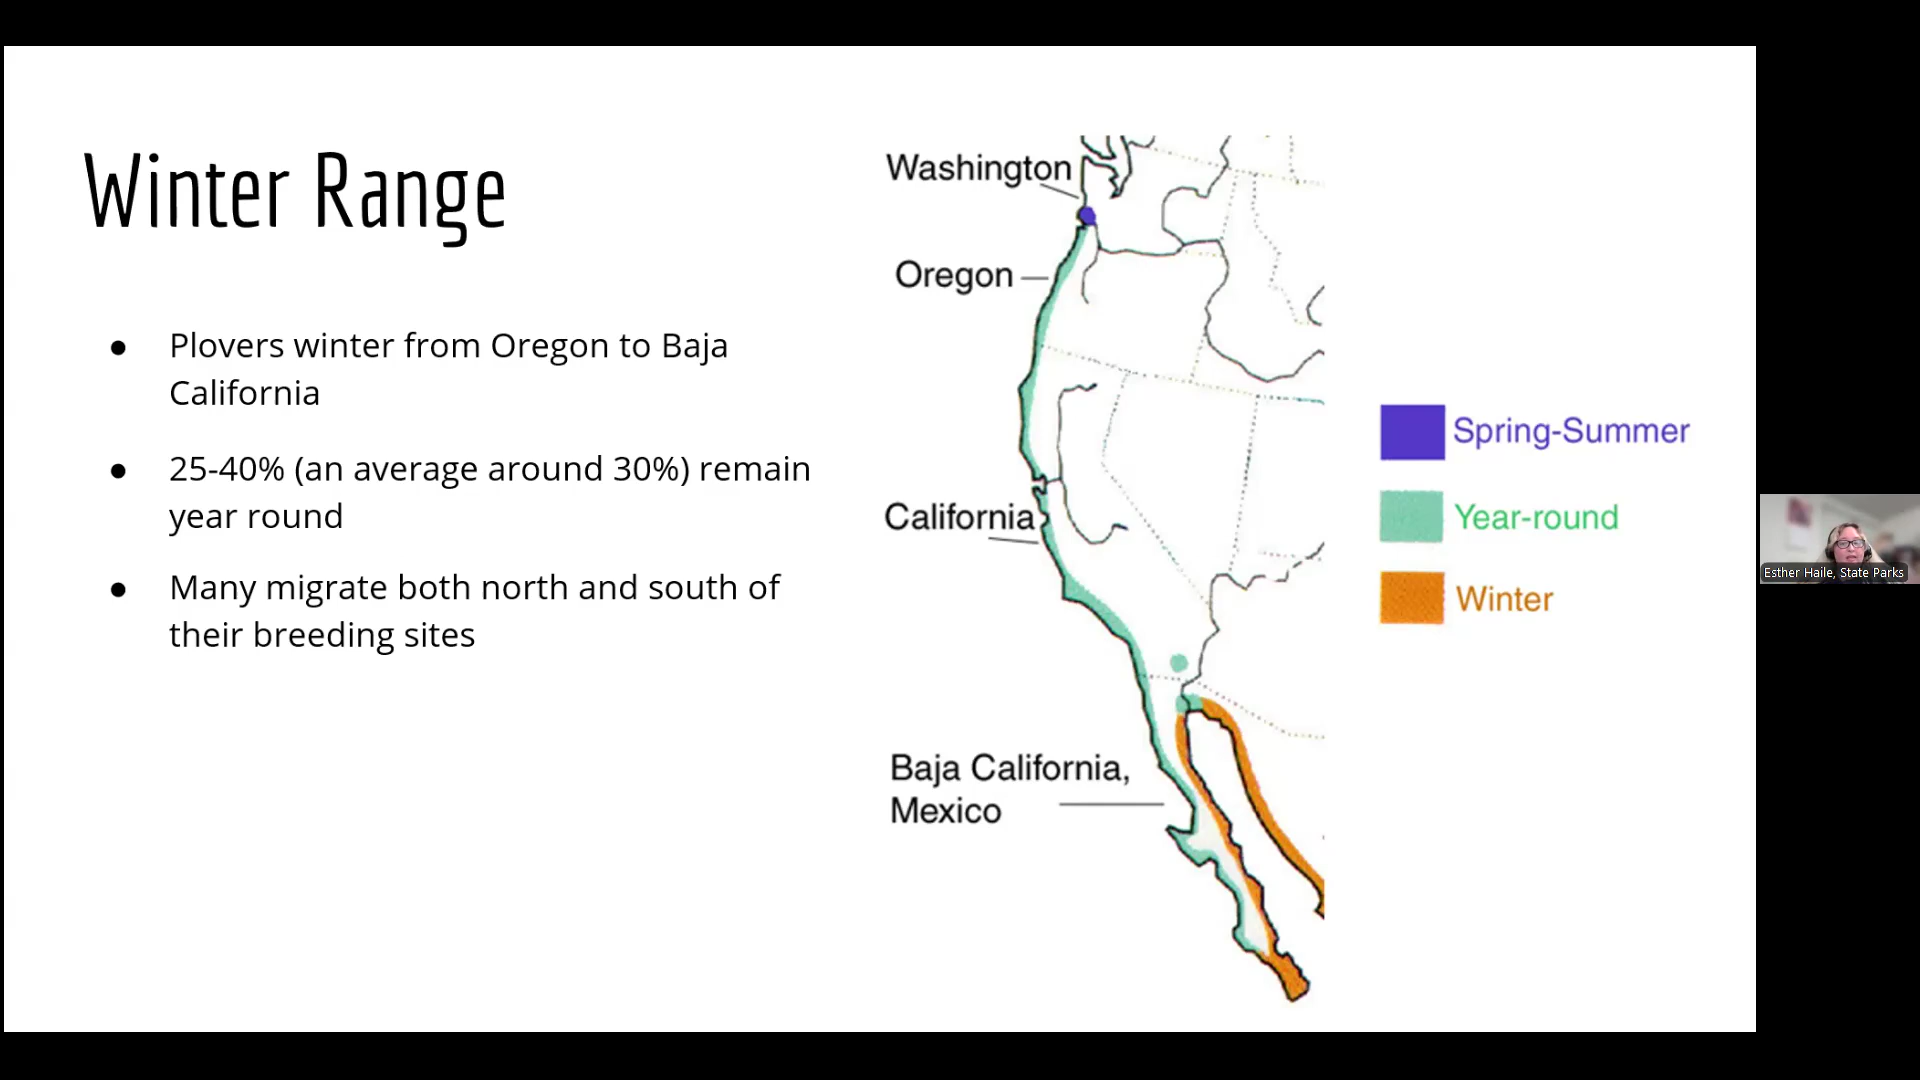 Winter Range
● Plovers winter from Oregon to Baja
California
● 25-40% (an average around 30%) remain
year round
● Many migrate both north and south of
their breeding sites
Washington
Oregon
California
Baja California,
Mexico
Spring-Summer
Year-round
Winter
Esther Haile, State Parks